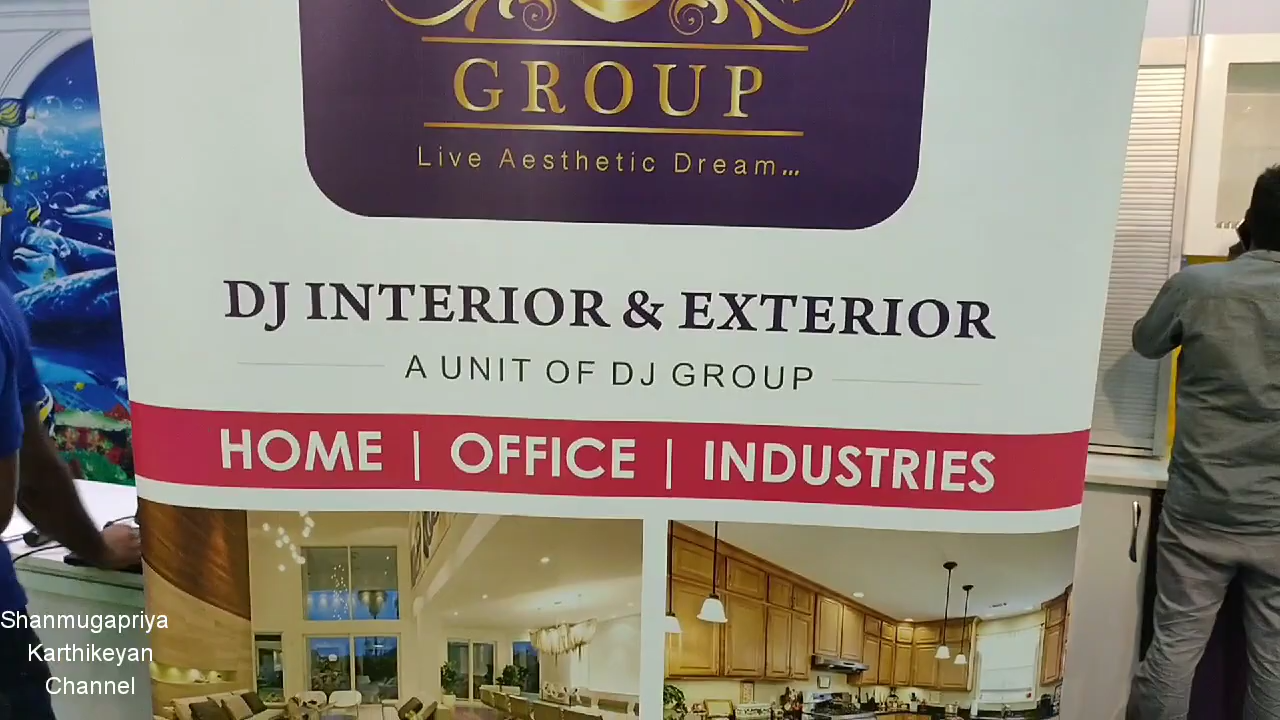 GROUP
Live Aesthetic Dream...
DJ INTERIOR & EXTERIOR
A UNIT OF DJ GROUP
HOME | OFFICE | INDUSTRIES
Shanmugapriya
Karthikeyan
Channel